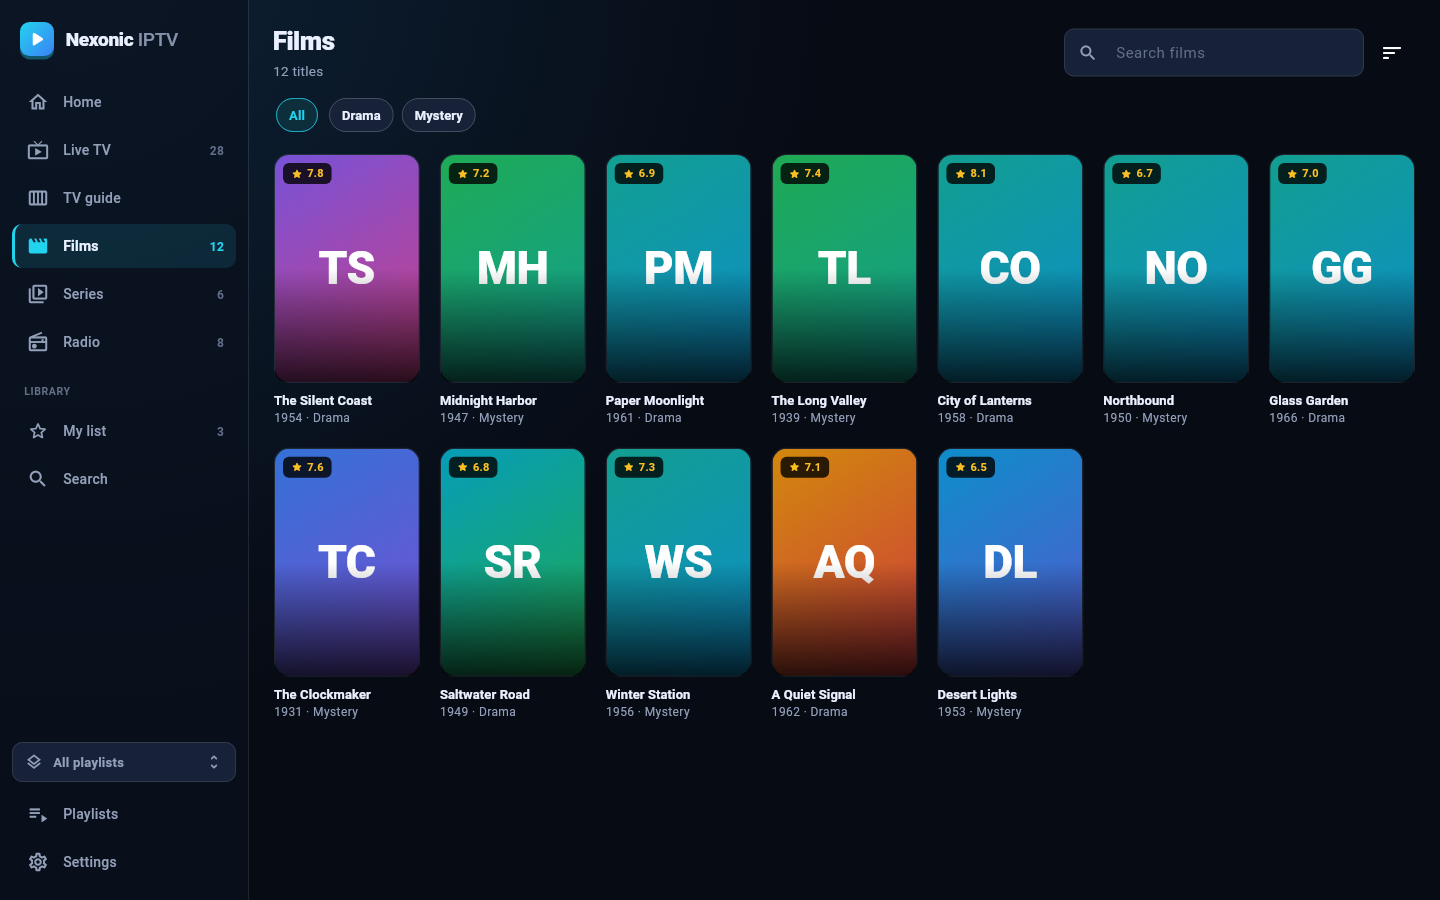 Nexonic IPTV
Home
Live TV 28
TV guide
Films 12
Series 6
Radio 8
LIBRARY
My list 3
Search
All playlists
Playlists
Settings
Films
12 titles
Search films
All Drama Mystery
7.8 7.2 6.9 7.4 8.1 6.7 7.0
TS MH PM TL CO NO GG
The Silent Coast Midnight Harbor Paper Moonlight The Long Valley City of Lanterns Northbound Glass Garden
1954 · Drama 1947 · Mystery 1961 · Drama 1939 · Mystery 1958 · Drama 1950 · Mystery 1966 · Drama
7.6 6.8 7.3 7.1 6.5
TC SR WS AQ DL
The Clockmaker Saltwater Road Winter Station A Quiet Signal Desert Lights
1931 · Mystery 1949 · Drama 1956 · Mystery 1962 · Drama 1953 · Mystery